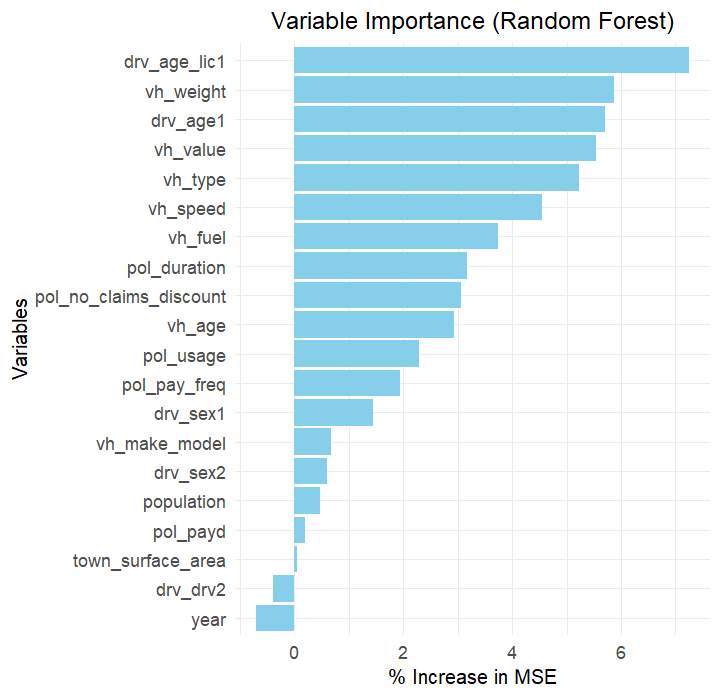 Variable Importance (Random Forest)
drv_age_lic1
vh_weight
drv_age1
vh_value
vh_type
vh_speed
vh_fuel
pol_duration
pol_no_claims_discount
vh_age
pol_usage
pol_pay_freq
drv_sex1
vh_make_model
drv_sex2
population
pol_payd
town_surface_area
drv_drv2
year
Variables
0 2 4 6
% Increase in MSE